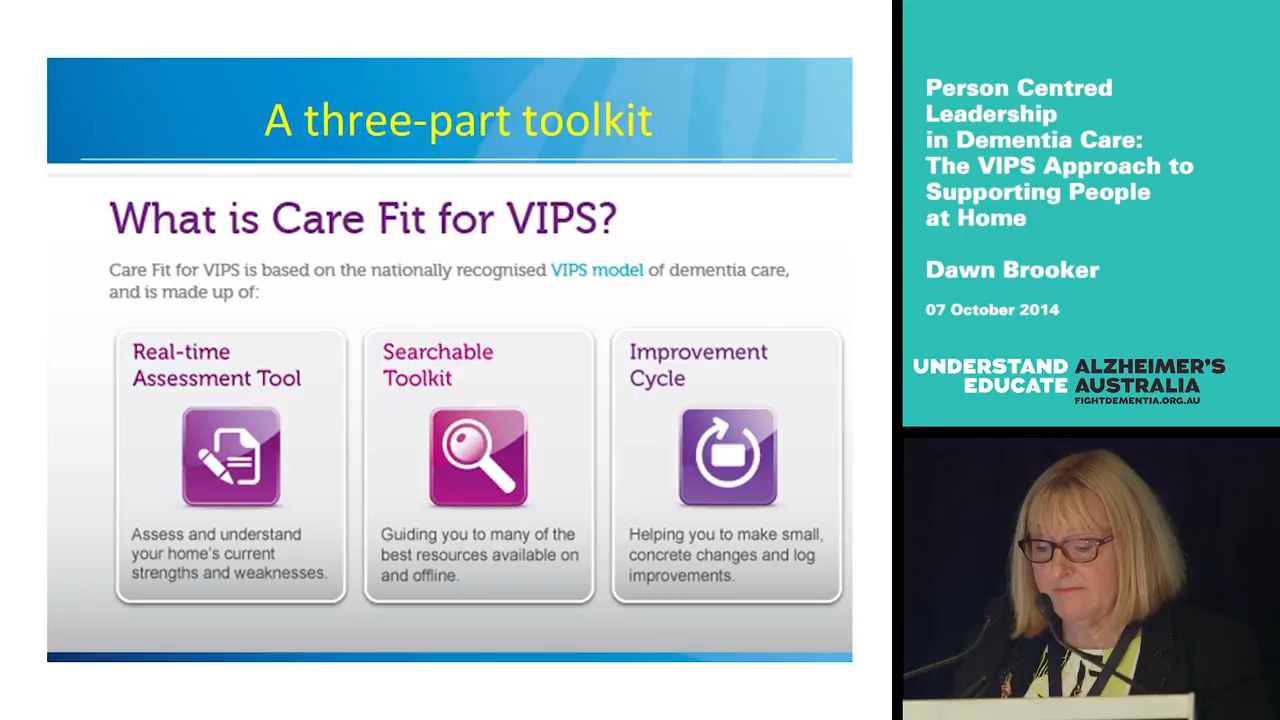 A three-part toolkit
What is Care Fit for VIPS?
Care Fit for VIPS is based on the nationally recognised VIPS model of dementia care,
and is made up of:
Real-time
Assessment Tool
Assess and understand
your home's current
strengths and weaknesses.
Searchable
Toolkit
Guiding you to many of the
best resources available on
and offline.
Improvement
Cycle
Helping you to make small,
concrete changes and log
improvements.
Person Centred
Leadership
in Dementia Care:
The VIPS Approach to
Supporting People
at Home
Dawn Brooker
07 October 2014
UNDERSTAND
EDUCATE
ALZHEIMER'S
AUSTRALIA
FIGHTDEMENTIA.ORG.AU